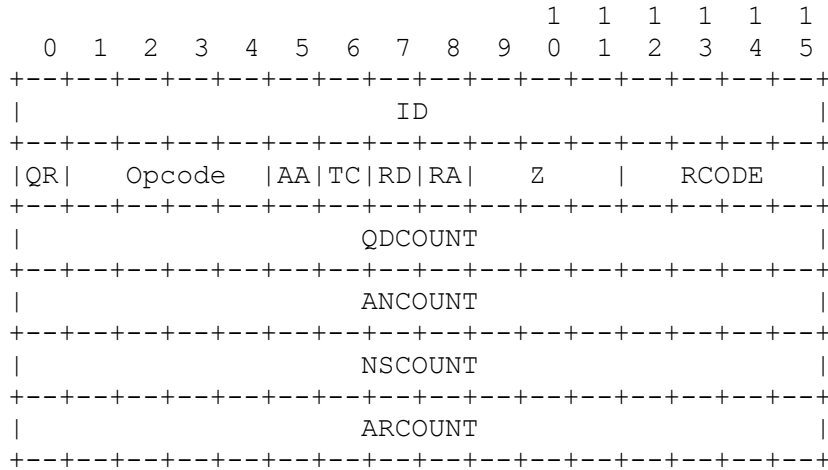 1  1  1  1  1  1
  0  1  2  3  4  5  6  7  8  9  0  1  2  3  4  5
+--+--+--+--+--+--+--+--+--+--+--+--+--+--+--+--+
|                      ID                       |
+--+--+--+--+--+--+--+--+--+--+--+--+--+--+--+--+
|QR|   Opcode  |AA|TC|RD|RA|   Z    |   RCODE   |
+--+--+--+--+--+--+--+--+--+--+--+--+--+--+--+--+
|                    QDCOUNT                    |
+--+--+--+--+--+--+--+--+--+--+--+--+--+--+--+--+
|                    ANCOUNT                    |
+--+--+--+--+--+--+--+--+--+--+--+--+--+--+--+--+
|                    NSCOUNT                    |
+--+--+--+--+--+--+--+--+--+--+--+--+--+--+--+--+
|                    ARCOUNT                    |
+--+--+--+--+--+--+--+--+--+--+--+--+--+--+--+--+